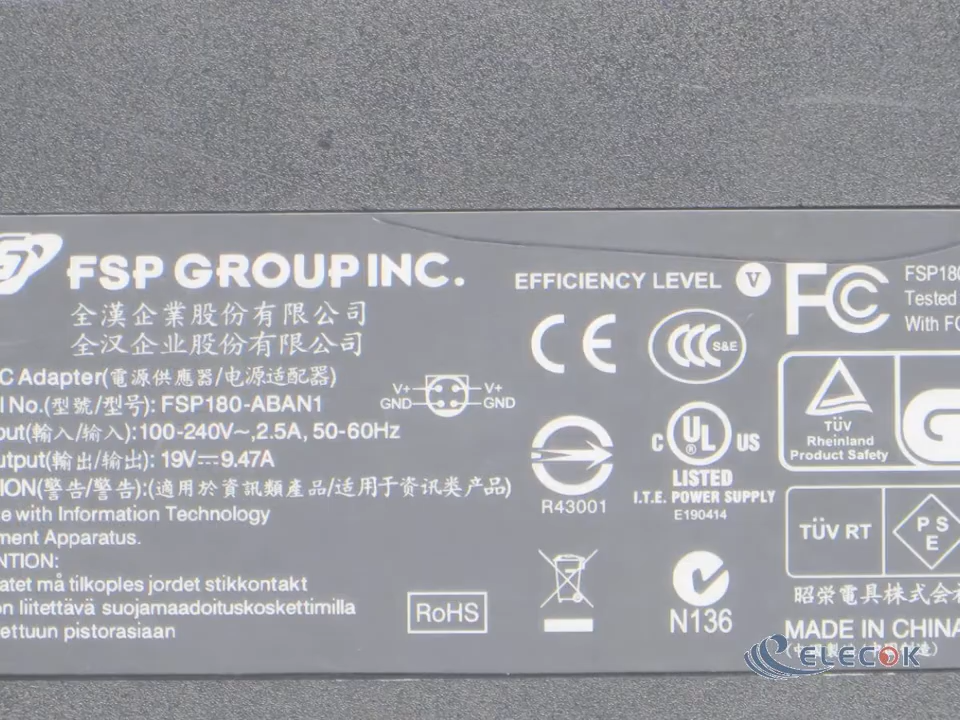 FSP GROUP INC.
全漢企業股份有限公司
全汉企业股份有限公司
C Adapter(電源供應器/电源适配器)
l No.(型號/型号): FSP180-ABAN1
put(輸入/输入):100-240V~,2.5A, 50-60Hz
utput(輸出/输出): 19V⎓9.47A
ION(警告/警告):(適用於資訊類產品/适用于资讯类产品)
e with Information Technology
ment Apparatus.
NTION:
atet må tilkoples jordet stikkontakt
n liitettävä suojamaadoituskoskettimilla
ettuun pistorasiaan
V+ V+
GND GND
EFFICIENCY LEVEL V
CE
CCC S&E
R43001
C UL ® US
LISTED
I.T.E. POWER SUPPLY
E190414
RoHS
N136
FC
FSP180
Tested
With FC
TÜV
Rheinland
Product Safety
TÜV RT
P S
E
昭栄電具株式会社
MADE IN CHINA
ELECOK